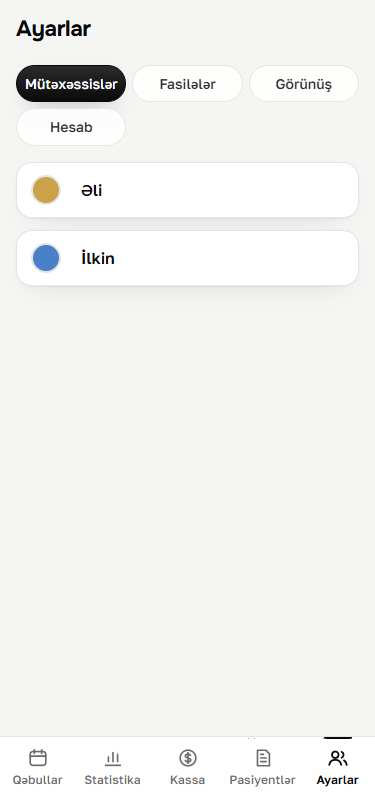 Ayarlar
Mütəxəssislər Fasilələr Görünüş
Hesab
Əli
İlkin
Qəbullar Statistika Kassa Pasiyentlər Ayarlar